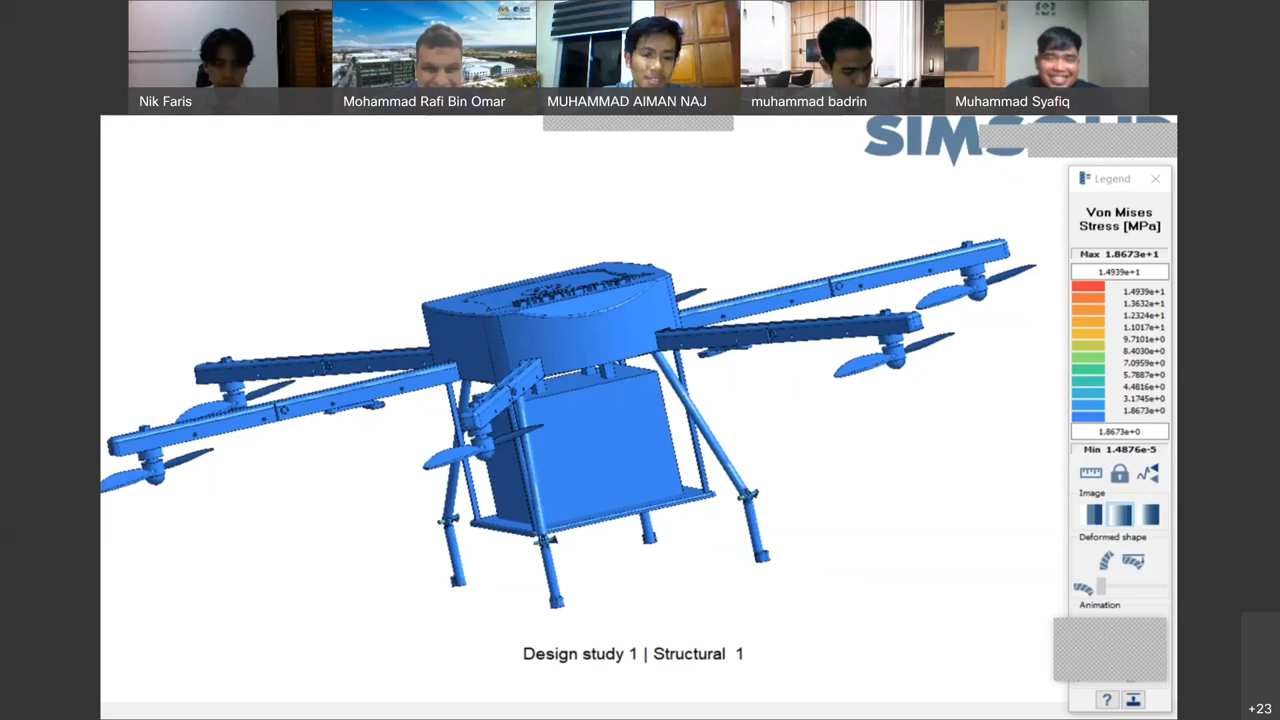 Nik Faris
Mohammad Rafi Bin Omar
MUHAMMAD AIMAN NAJ
muhammad badrin
Muhammad Syafiq
Legend
Von Mises
Stress [MPa]
Max 1.8673e+1
1.4939e+1
1.4939e+1
1.3632e+1
1.2324e+1
1.1017e+1
9.7101e+0
8.4030e+0
7.0959e+0
5.7887e+0
4.4816e+0
3.1745e+0
1.8673e+0
1.8673e+0
Min 1.4876e-5
Image
Deformed shape
Animation
?
Design study 1 | Structural 1
+23